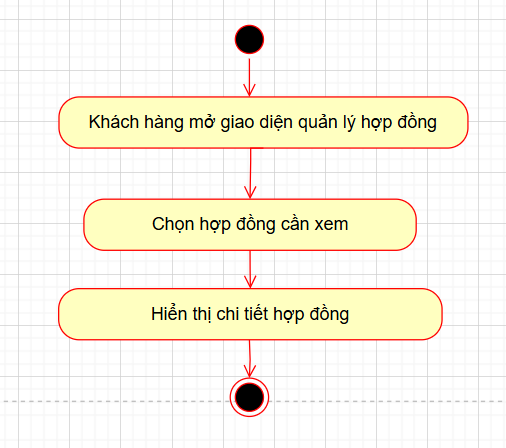 Khách hàng mở giao diện quản lý hợp đồng
Chọn hợp đồng cần xem
Hiển thị chi tiết hợp đồng